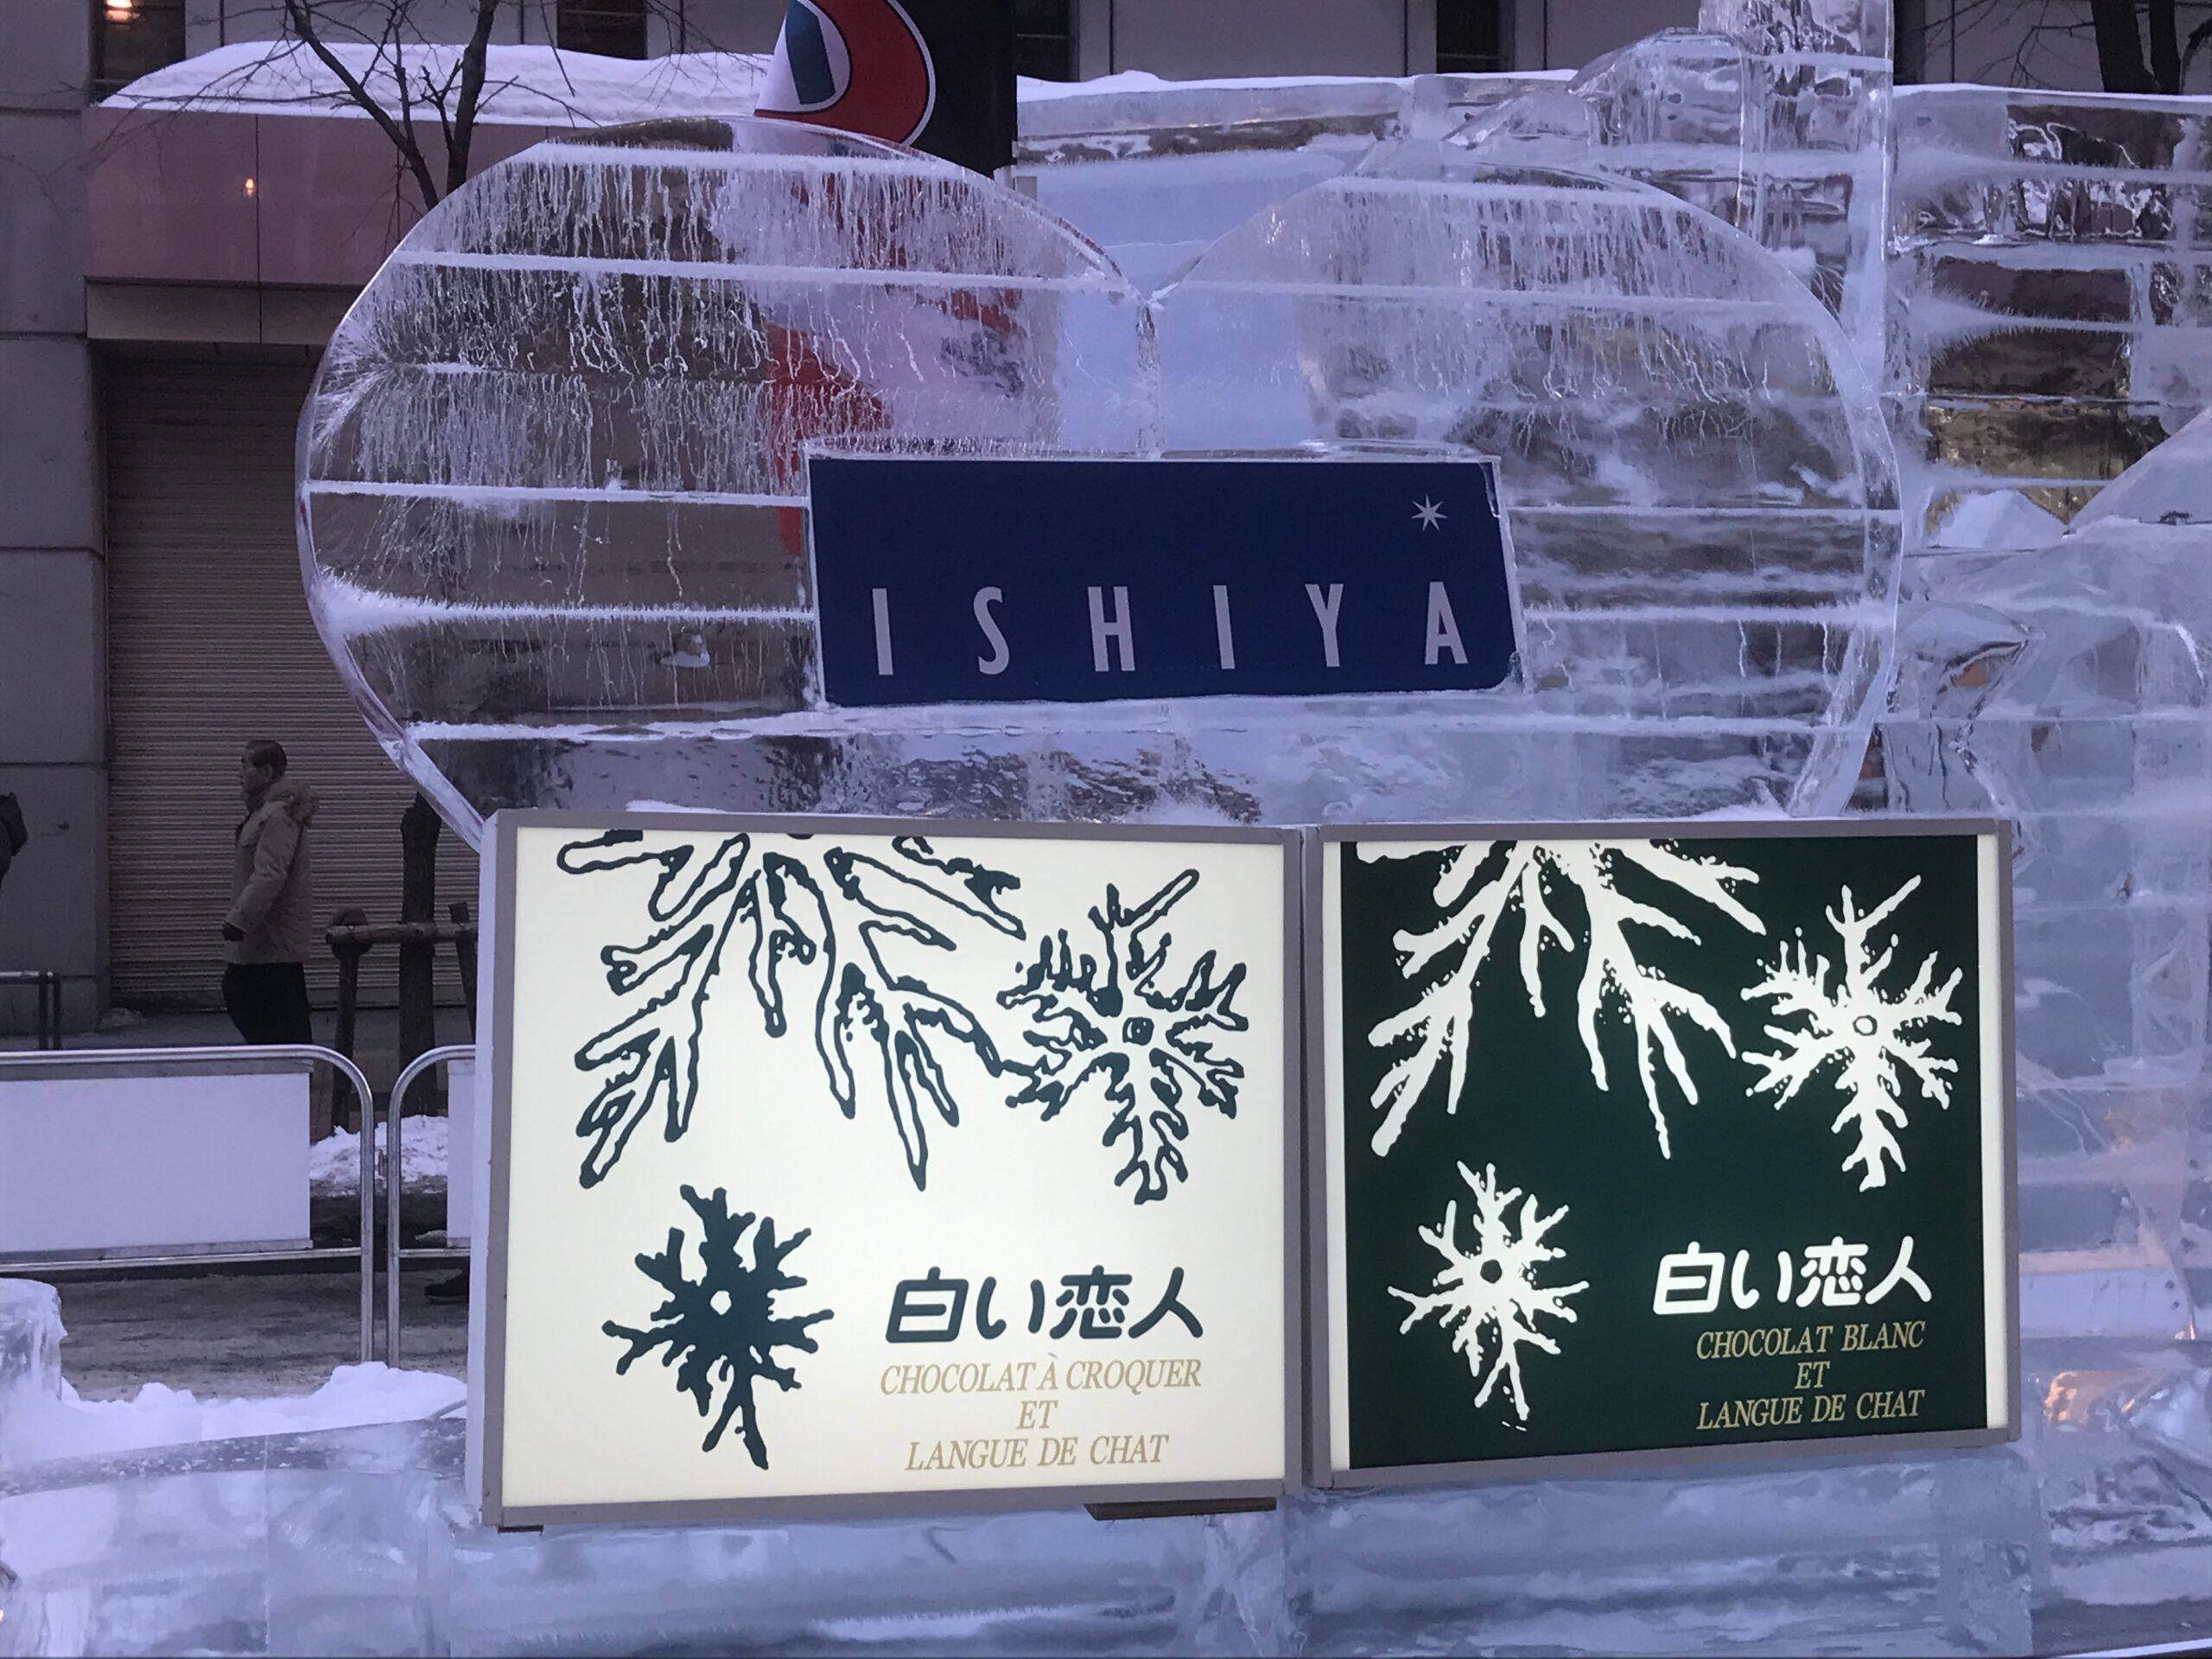 ISHIYA
白い恋人
CHOCOLAT À CROQUER
ET
LANGUE DE CHAT
白い恋人
CHOCOLAT BLANC
ET
LANGUE DE CHAT